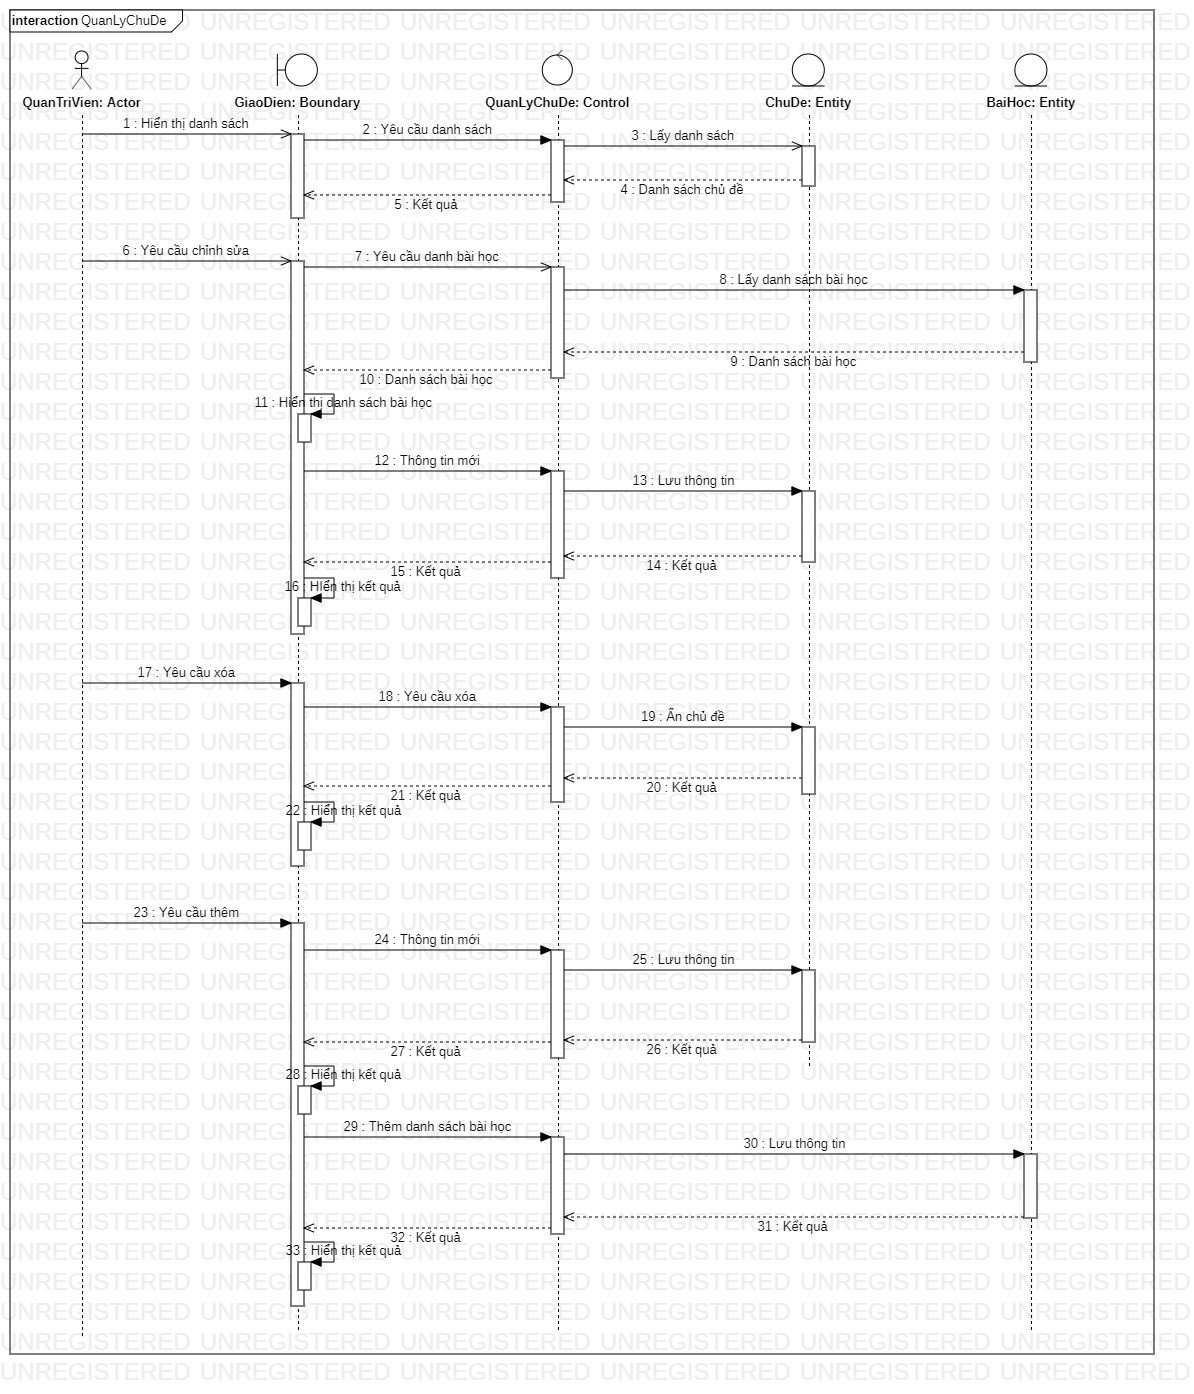 interaction QuanLyChuDe
QuanTriVien: Actor
GiaoDien: Boundary
QuanLyChuDe: Control
ChuDe: Entity
BaiHoc: Entity
1 : Hiển thị danh sách
2 : Yêu cầu danh sách
3 : Lấy danh sách
4 : Danh sách chủ đề
5 : Kết quả
6 : Yêu cầu chỉnh sửa
7 : Yêu cầu danh bài học
8 : Lấy danh sách bài học
9 : Danh sách bài học
10 : Danh sách bài học
11 : Hiển thị danh sách bài học
12 : Thông tin mới
13 : Lưu thông tin
14 : Kết quả
15 : Kết quả
16 : HIển thị kết quả
17 : Yêu cầu xóa
18 : Yêu cầu xóa
19 : Ẩn chủ đề
20 : Kết quả
21 : Kết quả
22 : Hiển thị kết quả
23 : Yêu cầu thêm
24 : Thông tin mới
25 : Lưu thông tin
26 : Kết quả
27 : Kết quả
28 : Hiển thị kết quả
29 : Thêm danh sách bài học
30 : Lưu thông tin
31 : Kết quả
32 : Kết quả
33 : Hiển thị kết quả
UNREGISTERED